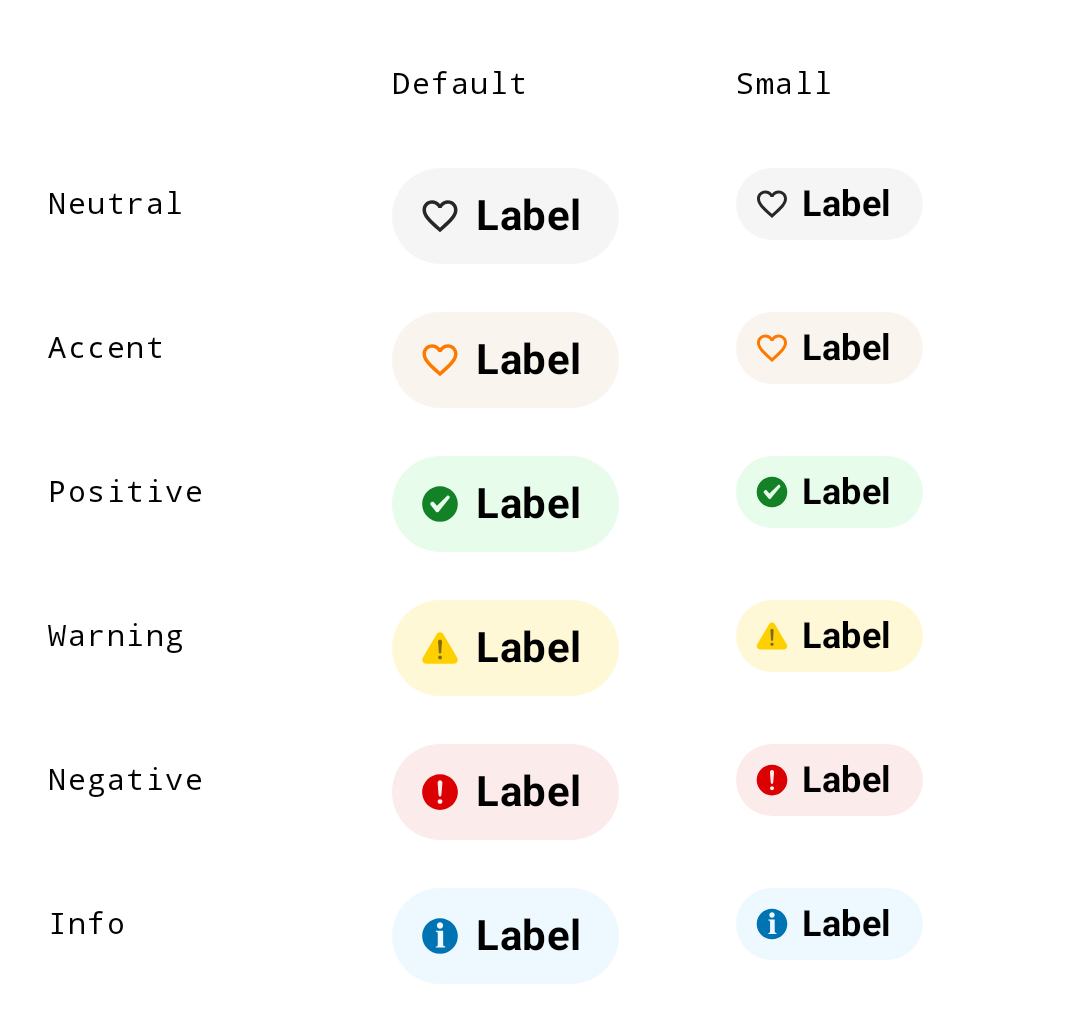 Default Small
Neutral Label Label
Accent Label Label
Positive Label Label
Warning Label Label
Negative Label Label
Info Label Label